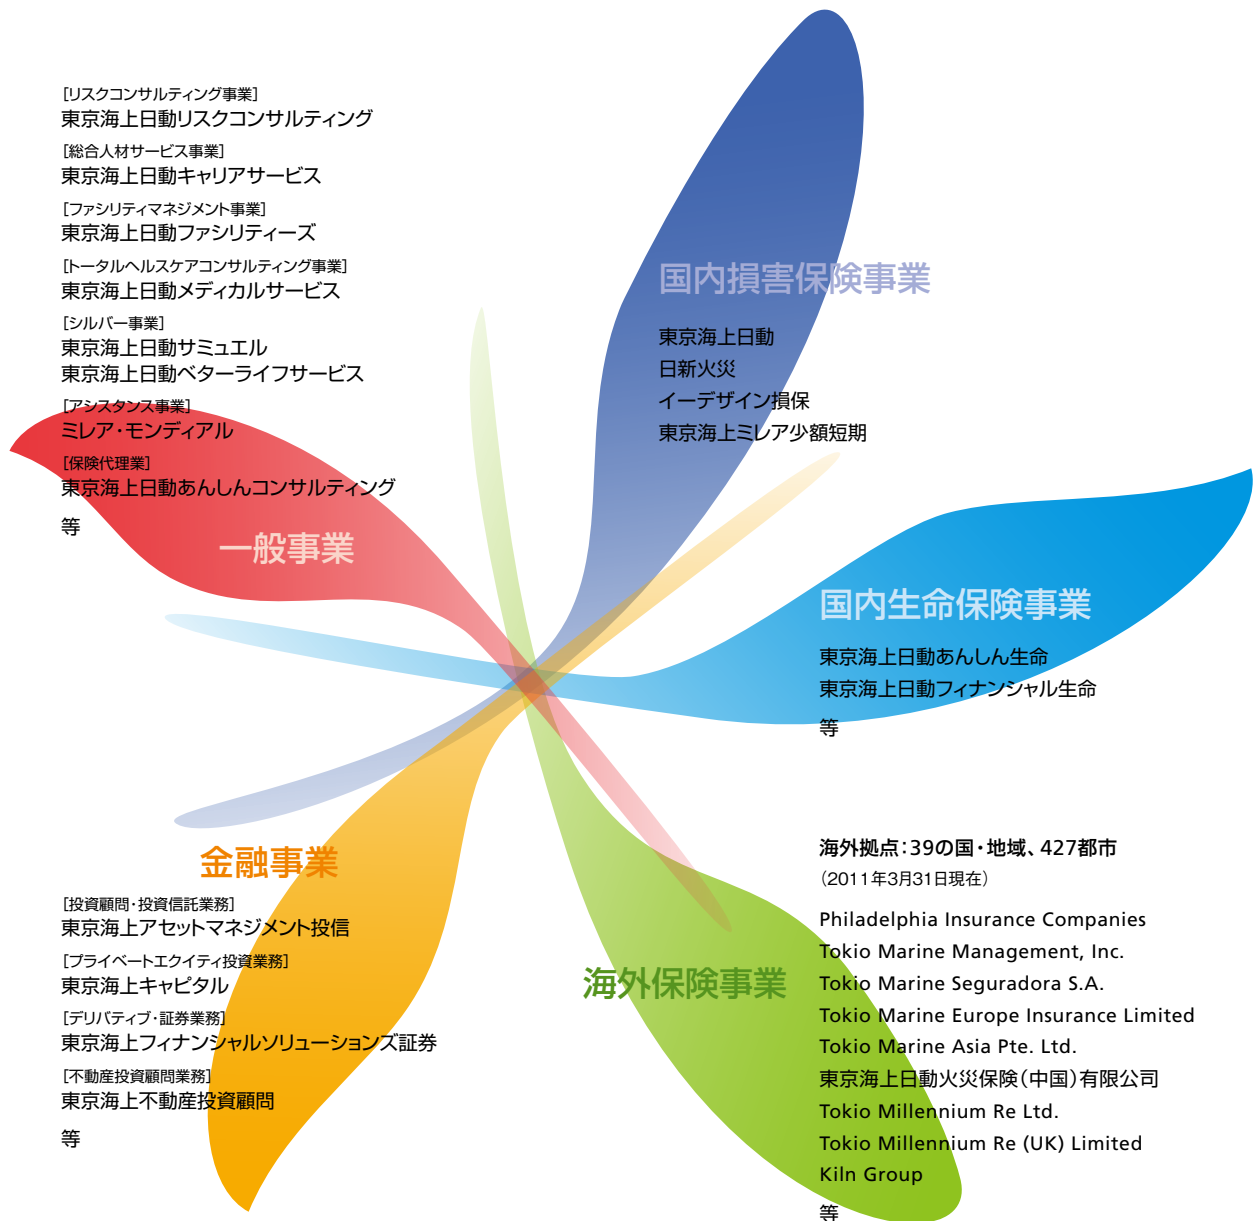 [リスクコンサルティング事業]
東京海上日動リスクコンサルティング
[総合人材サービス事業]
東京海上日動キャリアサービス
[ファシリティマネジメント事業]
東京海上日動ファシリティーズ
[トータルヘルスケアコンサルティング事業]
東京海上日動メディカルサービス
[シルバー事業]
東京海上日動サミュエル
東京海上日動ベターライフサービス
[アシスタンス事業]
ミレア・モンディアル
[保険代理業]
東京海上日動あんしんコンサルティング
等
一般事業
国内損害保険事業
東京海上日動
日新火災
イーデザイン損保
東京海上ミレア少額短期
国内生命保険事業
東京海上日動あんしん生命
東京海上日動フィナンシャル生命
等
金融事業
[投資顧問・投資信託業務]
東京海上アセットマネジメント投信
[プライベートエクイティ投資業務]
東京海上キャピタル
[デリバティブ・証券業務]
東京海上フィナンシャルソリューションズ証券
[不動産投資顧問業務]
東京海上不動産投資顧問
等
海外保険事業
海外拠点:39の国・地域、427都市
(2011年3月31日現在)
Philadelphia Insurance Companies
Tokio Marine Management, Inc.
Tokio Marine Seguradora S.A.
Tokio Marine Europe Insurance Limited
Tokio Marine Asia Pte. Ltd.
東京海上日動火災保険(中国)有限公司
Tokio Millennium Re Ltd.
Tokio Millennium Re (UK) Limited
Kiln Group
等